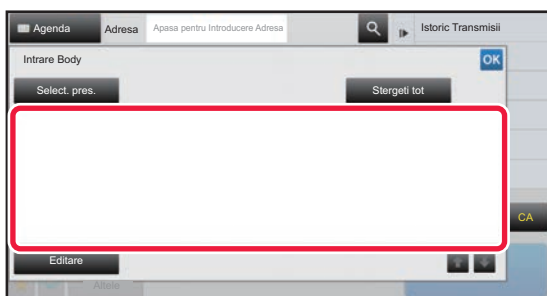 Agenda Adresa Apasa pentru Introducere Adresa Istoric Transmisii
Intrare Body OK
Select. pres. Stergeti tot
CA
Editare
Altele